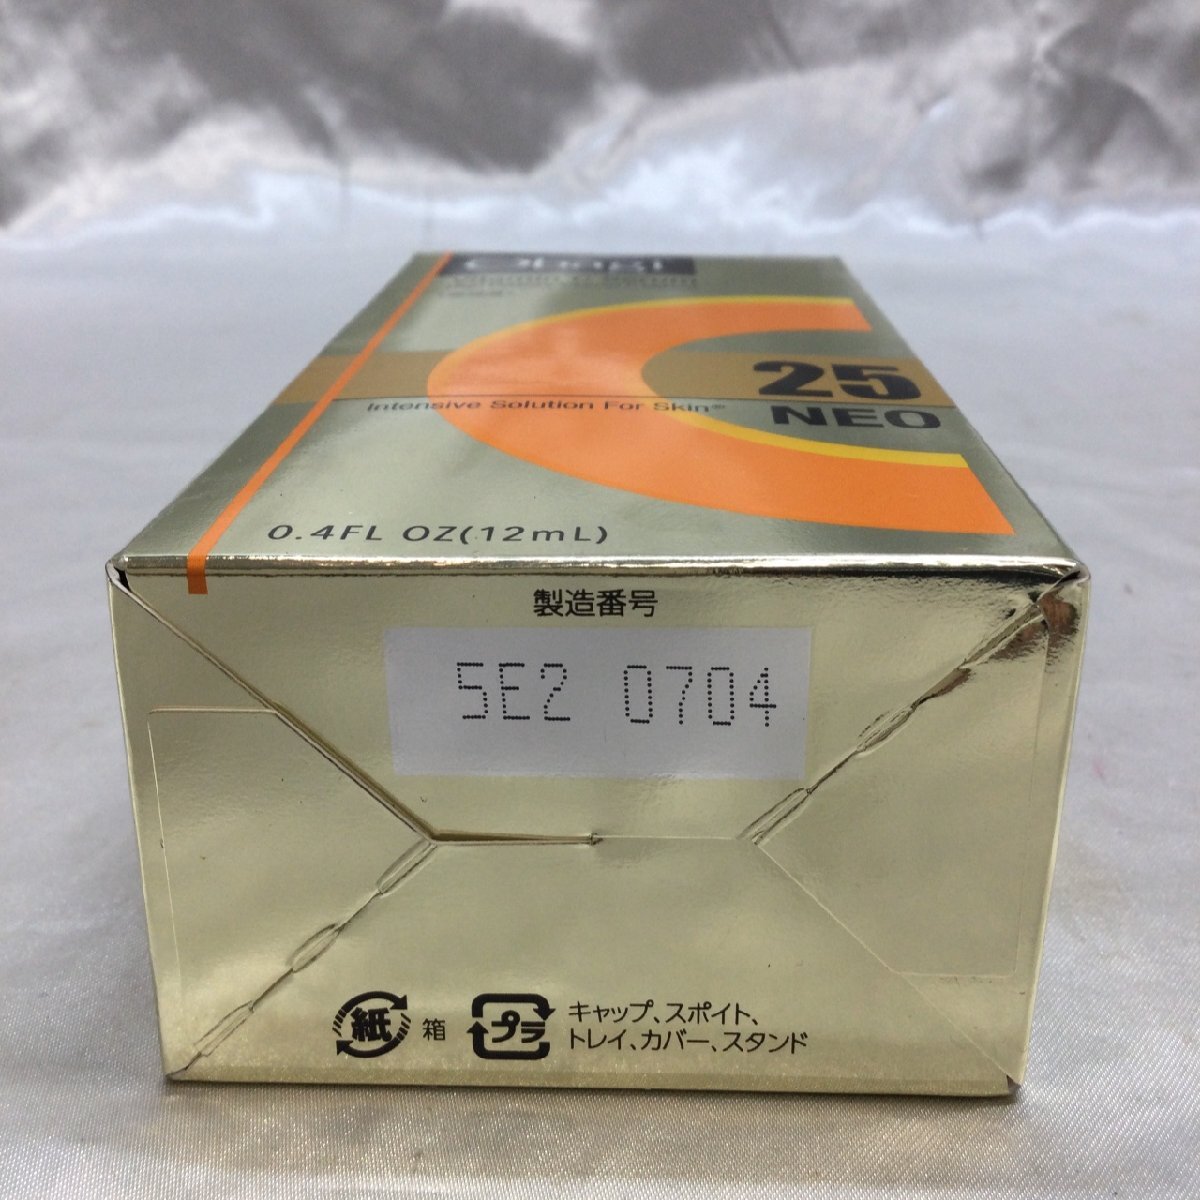 Obagi
25
NEO
Intensive Solution For Skin®
0.4FL OZ(12mL)
製造番号
5E2 0704
紙 箱
プラ キャップ、スポイト、
トレイ、カバー、スタンド